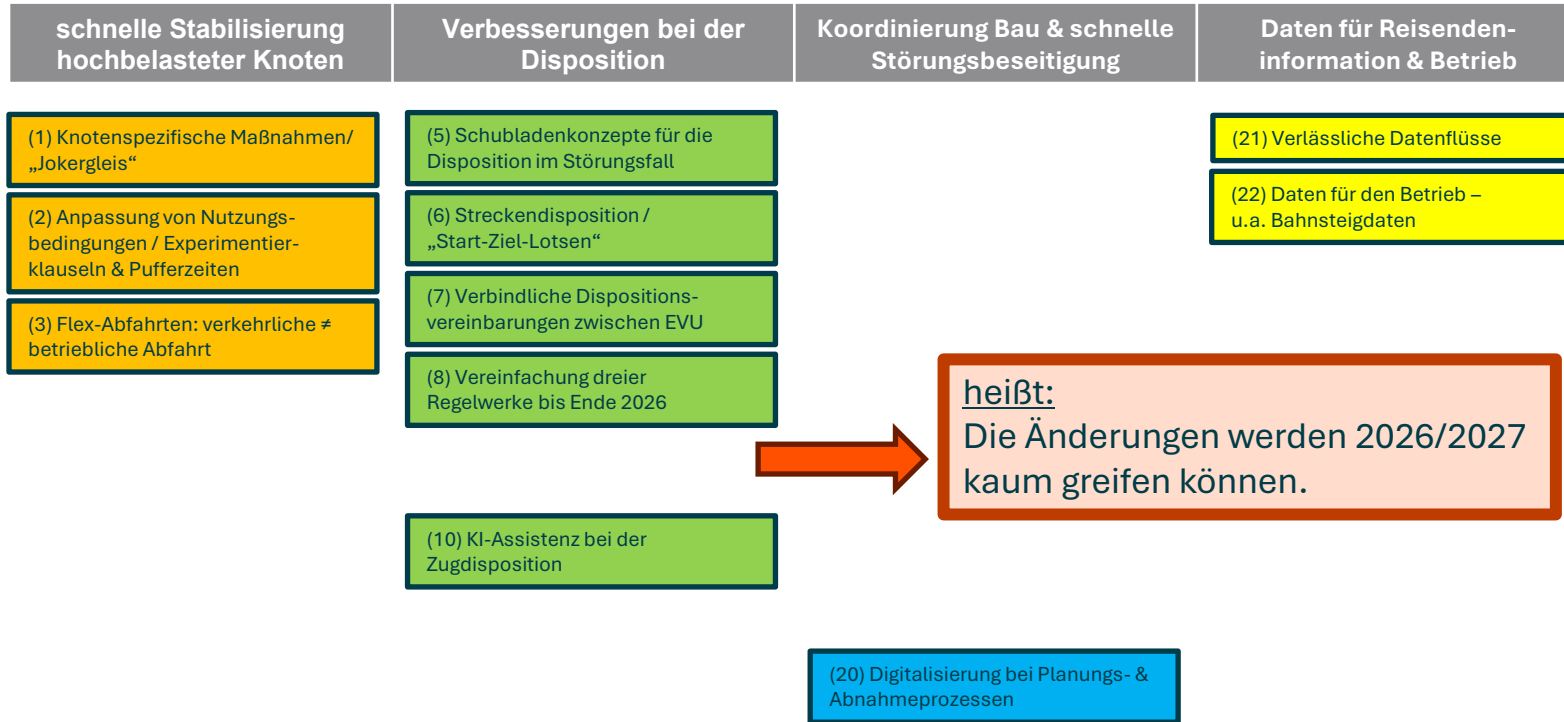 schnelle Stabilisierung
hochbelasteter Knoten
Verbesserungen bei der
Disposition
Koordinierung Bau & schnelle
Störungsbeseitigung
Daten für Reisenden-
information & Betrieb
(1) Knotenspezifische Maßnahmen/
„Jokergleis“
(2) Anpassung von Nutzungs-
bedingungen / Experimentier-
klauseln & Pufferzeiten
(3) Flex-Abfahrten: verkehrliche ≠
betriebliche Abfahrt
(5) Schubladenkonzepte für die
Disposition im Störungsfall
(6) Streckendisposition /
„Start-Ziel-Lotsen“
(7) Verbindliche Dispositions-
vereinbarungen zwischen EVU
(8) Vereinfachung dreier
Regelwerke bis Ende 2026
(10) KI-Assistenz bei der
Zugdisposition
(20) Digitalisierung bei Planungs- &
Abnahmeprozessen
(21) Verlässliche Datenflüsse
(22) Daten für den Betrieb –
u.a. Bahnsteigdaten
heißt:
Die Änderungen werden 2026/2027
kaum greifen können.